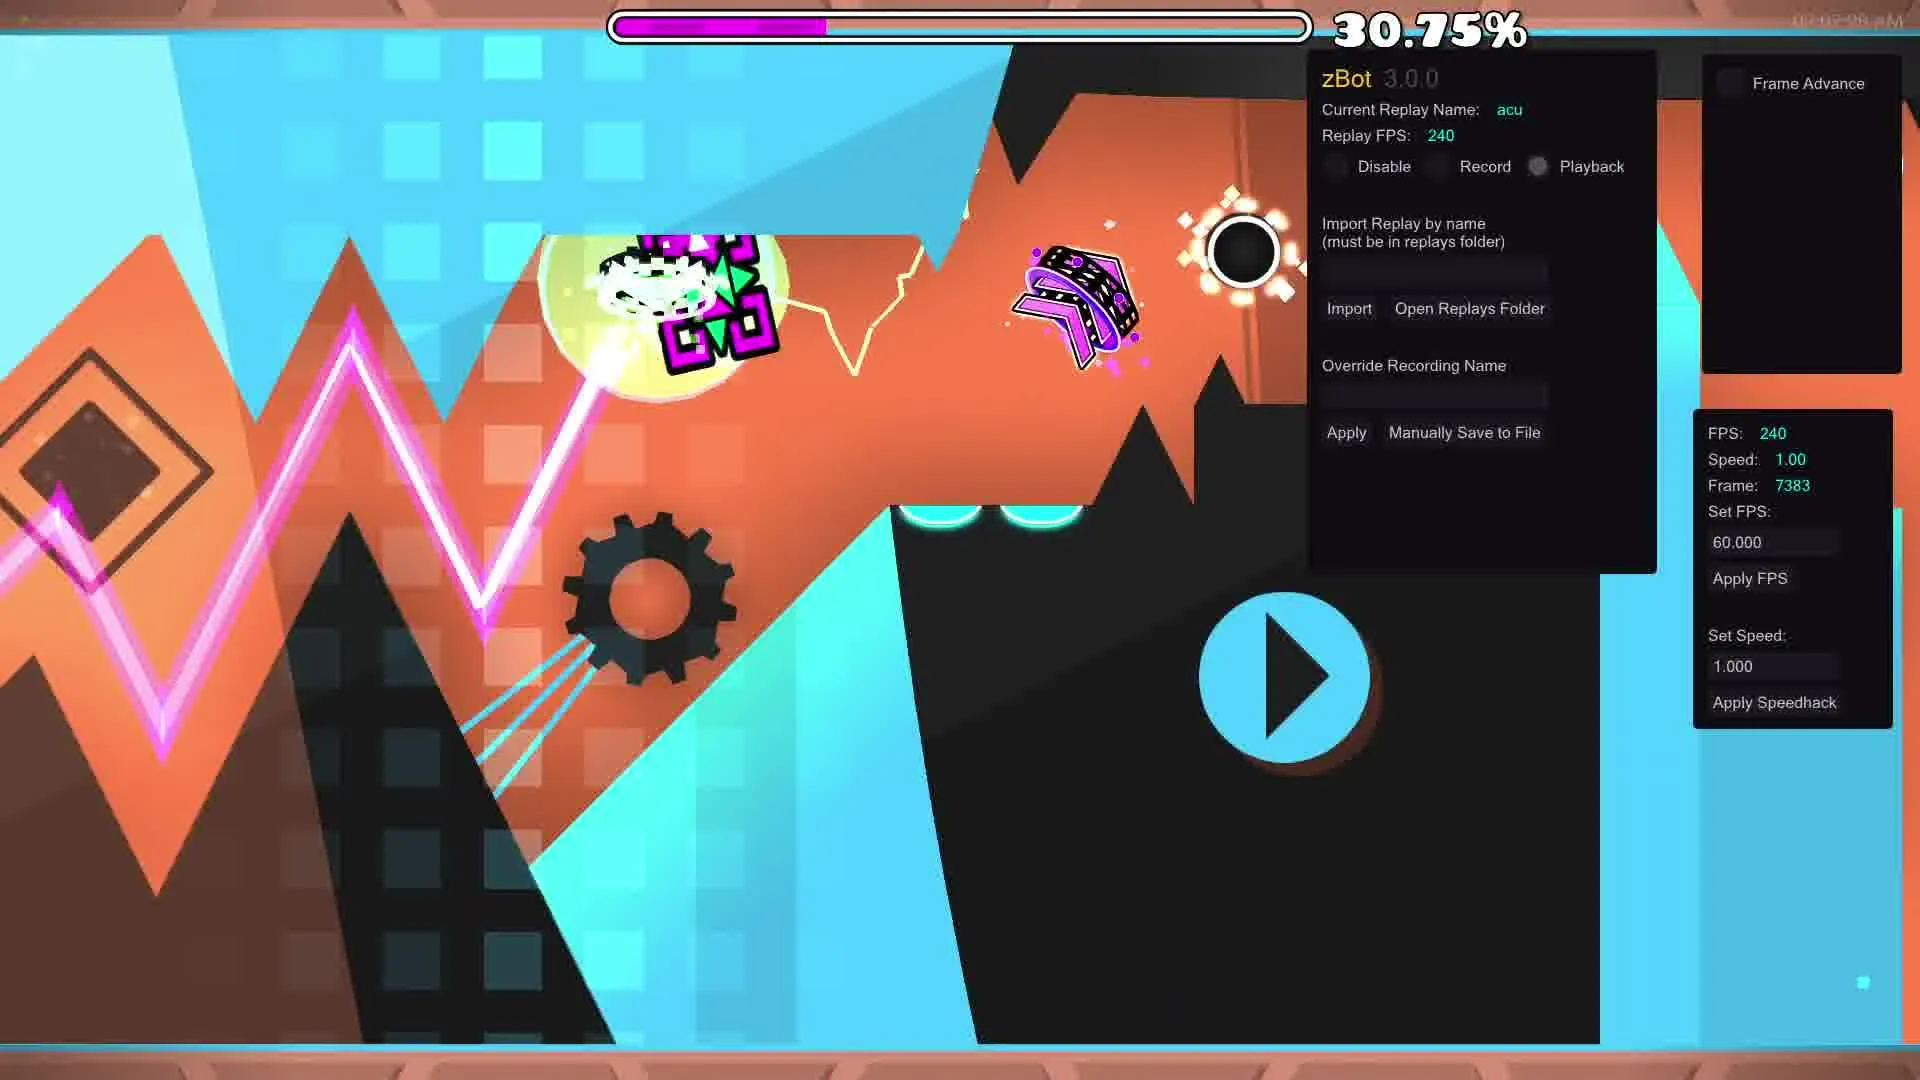 30.75%
zBot 3.0.0
Current Replay Name: acu
Replay FPS: 240
Disable Record Playback
Import Replay by name
(must be in replays folder)
Import Open Replays Folder
Override Recording Name
Apply Manually Save to File
Frame Advance
FPS: 240
Speed: 1.00
Frame: 7383
Set FPS:
60.000
Apply FPS
Set Speed:
1.000
Apply Speedhack